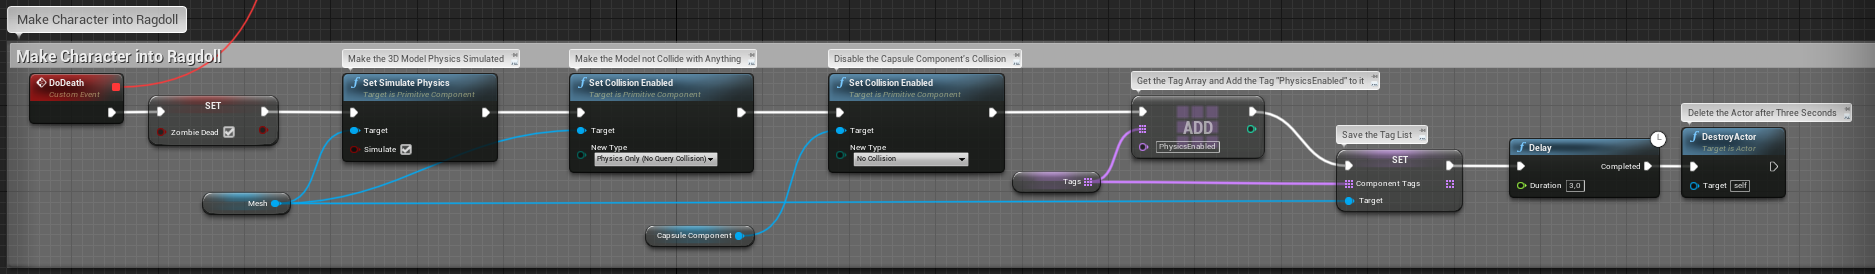 Make Character into Ragdoll
Make Character into Ragdoll
DoDeath
Custom Event
SET
Zombie Dead
Make the 3D Model Physics Simulated
Set Simulate Physics
Target is Primitive Component
Target
Simulate
Mesh
Make the Model not Collide with Anything
Set Collision Enabled
Target is Primitive Component
Target
New Type
Physics Only (No Query Collision)
Capsule Component
Disable the Capsule Component's Collision
Set Collision Enabled
Target is Primitive Component
Target
New Type
No Collision
Get the Tag Array and Add the Tag "PhysicsEnabled" to it
ADD
PhysicsEnabled
Tags
Save the Tag List
SET
Component Tags
Target
Delay
Completed
Duration 3,0
Delete the Actor after Three Seconds
DestroyActor
Target is Actor
Target self